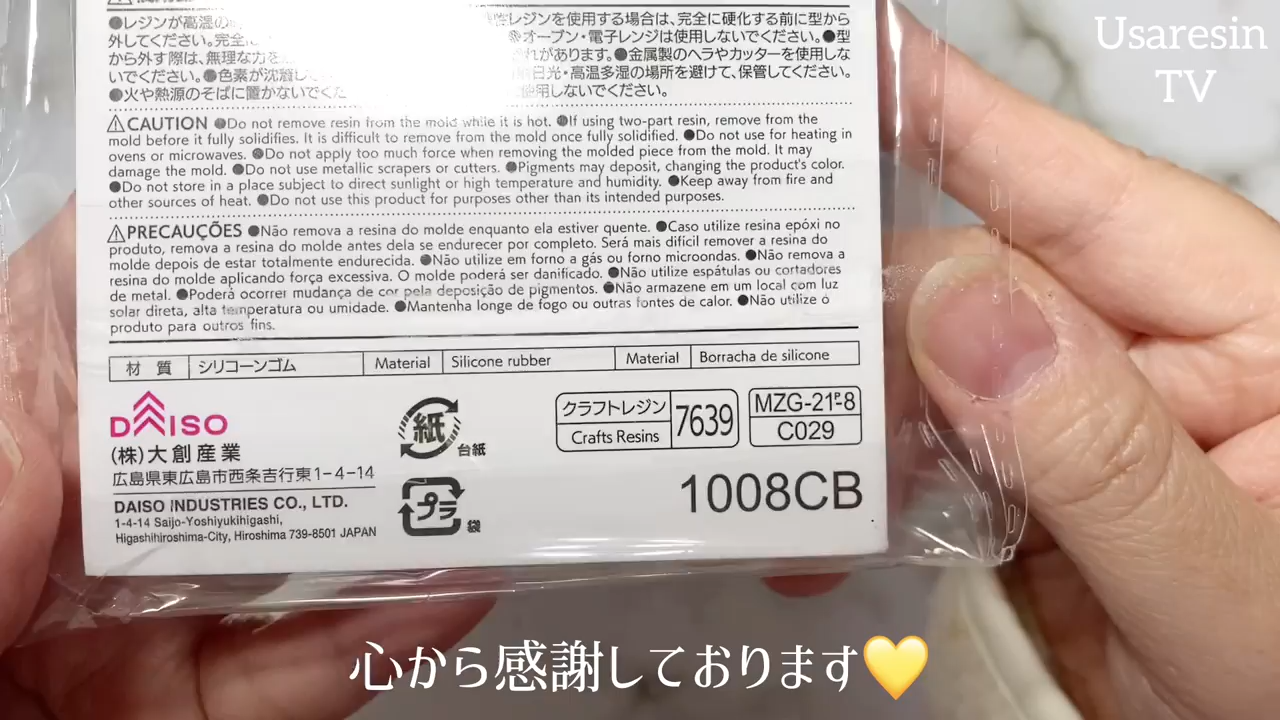 Usaresin
TV
●レジンが高温の
性レジンを使用する場合は、完全に硬化する前に型から
外してください。完全に
オーブン・電子レンジは使用しないでください。●型
から外す際は、無理な力を
れがあります。●金属製のヘラやカッターを使用しな
いでください。●色素が沈着し
日光・高温多湿の場所を避けて、保管してください。
●火や熱源のそばに置かないでくだ
使用しないでください。
⚠CAUTION ●Do not remove resin from the mold while it is hot. ●If using two-part resin, remove from the
mold before it fully solidifies. It is difficult to remove from the mold once fully solidified. ●Do not use for heating in
ovens or microwaves. ●Do not apply too much force when removing the molded piece from the mold. It may
damage the mold. ●Do not use metallic scrapers or cutters. ●Pigments may deposit, changing the product's color.
●Do not store in a place subject to direct sunlight or high temperature and humidity. ●Keep away from fire and
other sources of heat. ●Do not use this product for purposes other than its intended purposes.
⚠PRECAUÇÕES ●Não remova a resina do molde enquanto ela estiver quente. ●Caso utilize resina epóxi no
produto, remova a resina do molde antes dela se endurecer por completo. Será mais difícil remover a resina do
molde depois de estar totalmente endurecida. ●Não utilize em forno a gás ou forno microondas. ●Não remova a
resina do molde aplicando força excessiva. O molde poderá ser danificado. ●Não utilize espátulas ou cortadores
de metal. ●Poderá ocorrer mudança de cor pela deposição de pigmentos. ●Não armazene em um local com luz
solar direta, alta temperatura ou umidade. ●Mantenha longe de fogo ou outras fontes de calor. ●Não utilize o
produto para outros fins.
材 質 シリコーンゴム Material Silicone rubber Material Borracha de silicone
DAISO
(株)大創産業
広島県東広島市西条吉行東1-4-14
DAISO INDUSTRIES CO., LTD.
1-4-14 Saijo-Yoshiyukihigashi,
Higashihiroshima-City, Hiroshima 739-8501 JAPAN
紙 台紙
プラ 袋
クラフトレジン
Crafts Resins
7639
MZG-21P-8
C029
1008CB
心から感謝しております💛